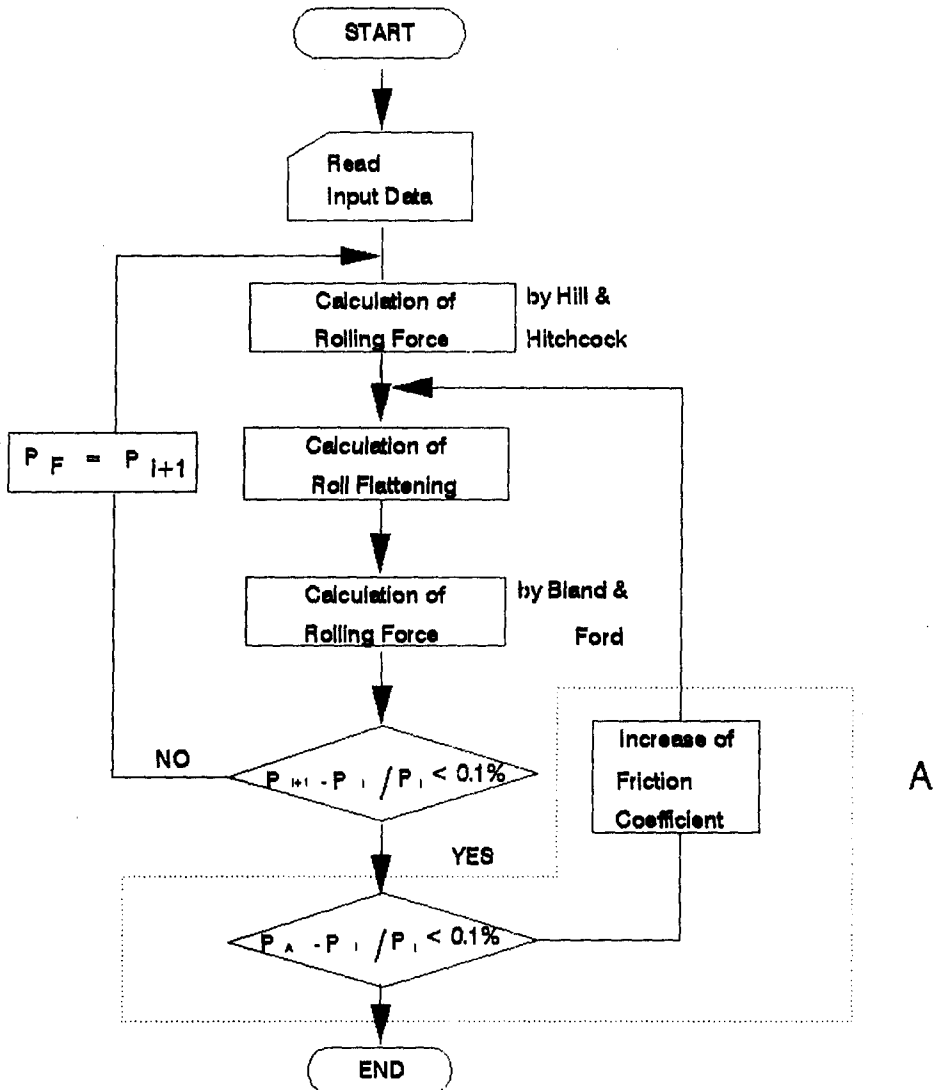 START
Read
Input Data
Calculation of
Rolling Force
by Hill &
Hitchcock
P F = P i+1
Calculation of
Roll Flattening
Calculation of
Rolling Force
by Bland &
Ford
NO
P i+1 - P i / P i < 0.1%
Increase of
Friction
Coefficient
A
YES
P A - P i / P i < 0.1%
END